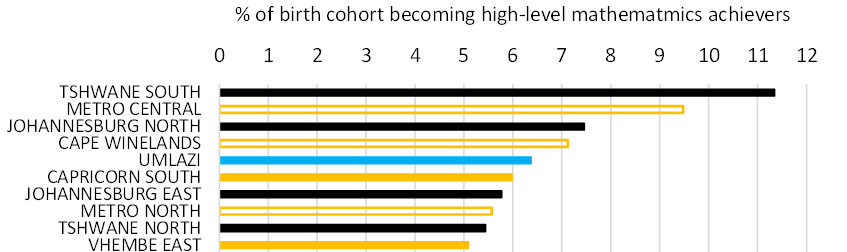 % of birth cohort becoming high-level mathematmics achievers
0 1 2 3 4 5 6 7 8 9 10 11 12
TSHWANE SOUTH
METRO CENTRAL
JOHANNESBURG NORTH
CAPE WINELANDS
UMLAZI
CAPRICORN SOUTH
JOHANNESBURG EAST
METRO NORTH
TSHWANE NORTH
VHEMBE EAST